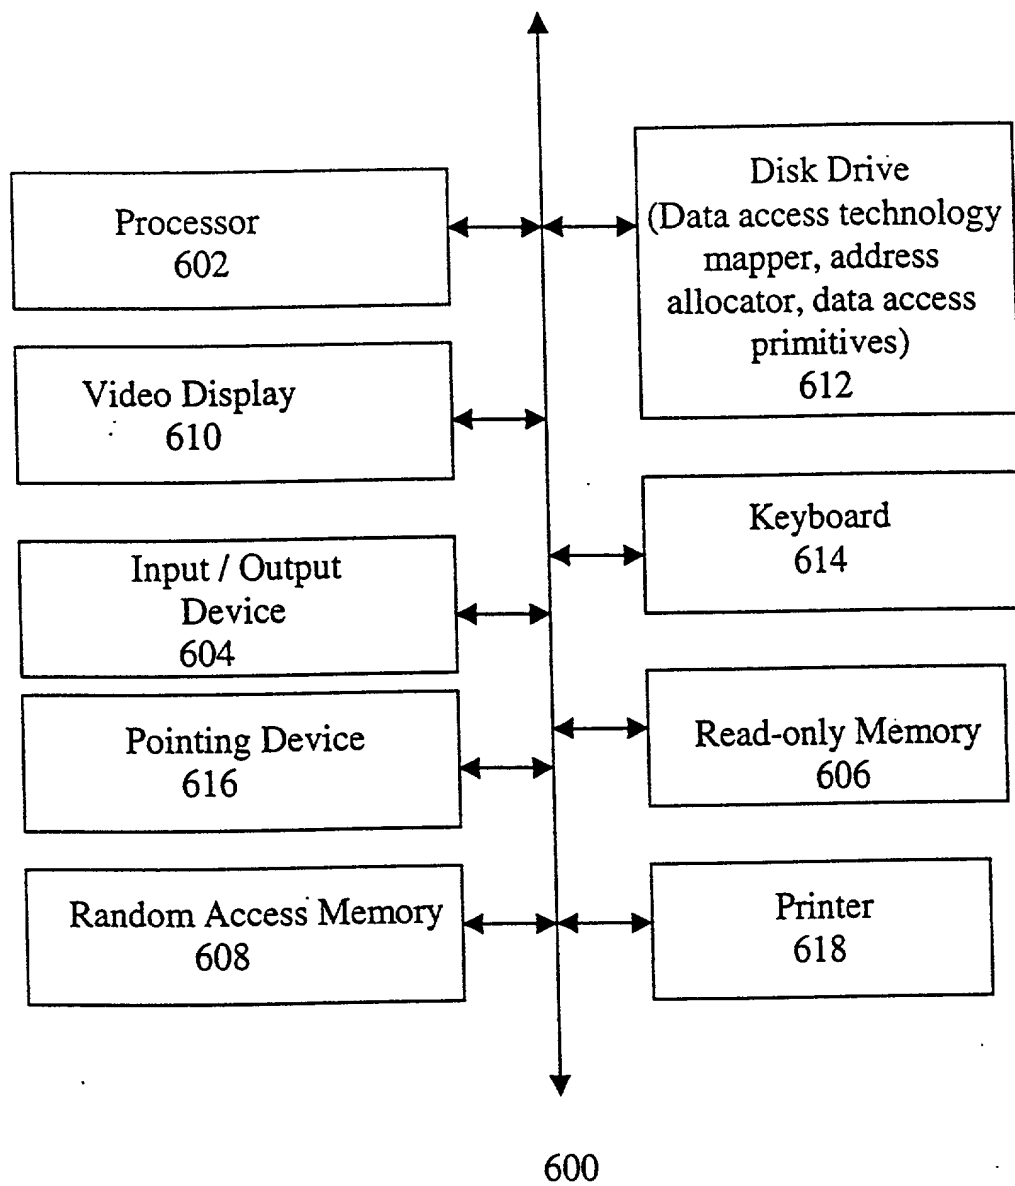 Processor
602
Video Display
610
Input / Output
Device
604
Pointing Device
616
Random Access Memory
608
Disk Drive
(Data access technology
mapper, address
allocator, data access
primitives)
612
Keyboard
614
Read-only Memory
606
Printer
618
600